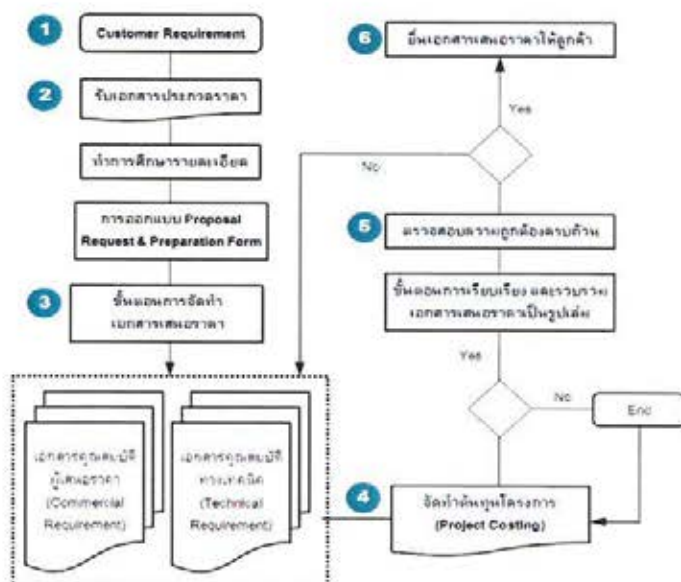 1
Customer Requirement
2
รับเอกสารประกวดราคา
ทำการศึกษารายละเอียด
การออกแบบ Proposal
Request & Preparation Form
3
ขั้นตอนการจัดทำ
เอกสารเสนอราคา
เอกสารคุณสมบัติ
ผู้เสนอราคา
(Commercial
Requirement)
เอกสารคุณสมบัติ
ทางเทคนิค
(Technical
Requirement)
4
จัดทำต้นทุนโครงการ
(Project Costing)
End
No
Yes
ขั้นตอนการเรียบเรียง และรวบรวม
เอกสารเสนอราคาเป็นรูปเล่ม
5
ตรวจสอบความถูกต้องครบถ้วน
No
Yes
6
ยื่นเอกสารเสนอราคาให้ลูกค้า